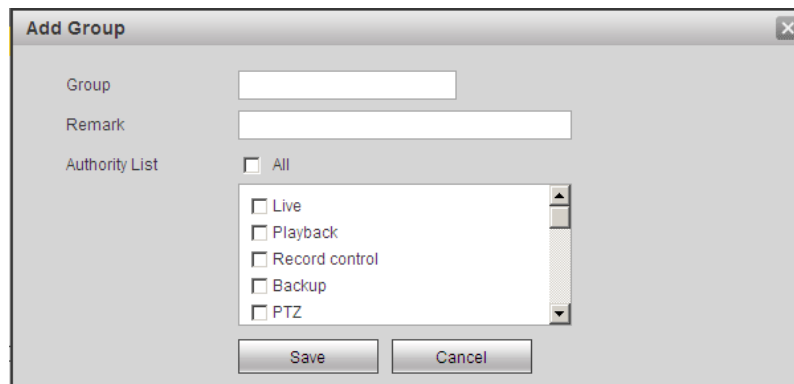 Add Group
Group
Remark
Authority List All
Live
Playback
Record control
Backup
PTZ
Save Cancel